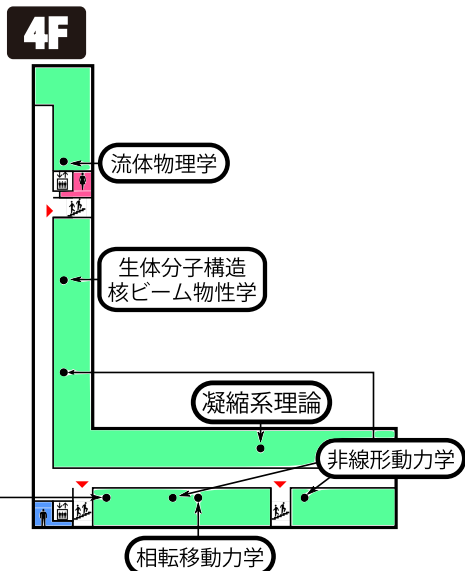 4F
流体物理学
生体分子構造
核ビーム物性学
凝縮系理論
非線形動力学
相転移動力学